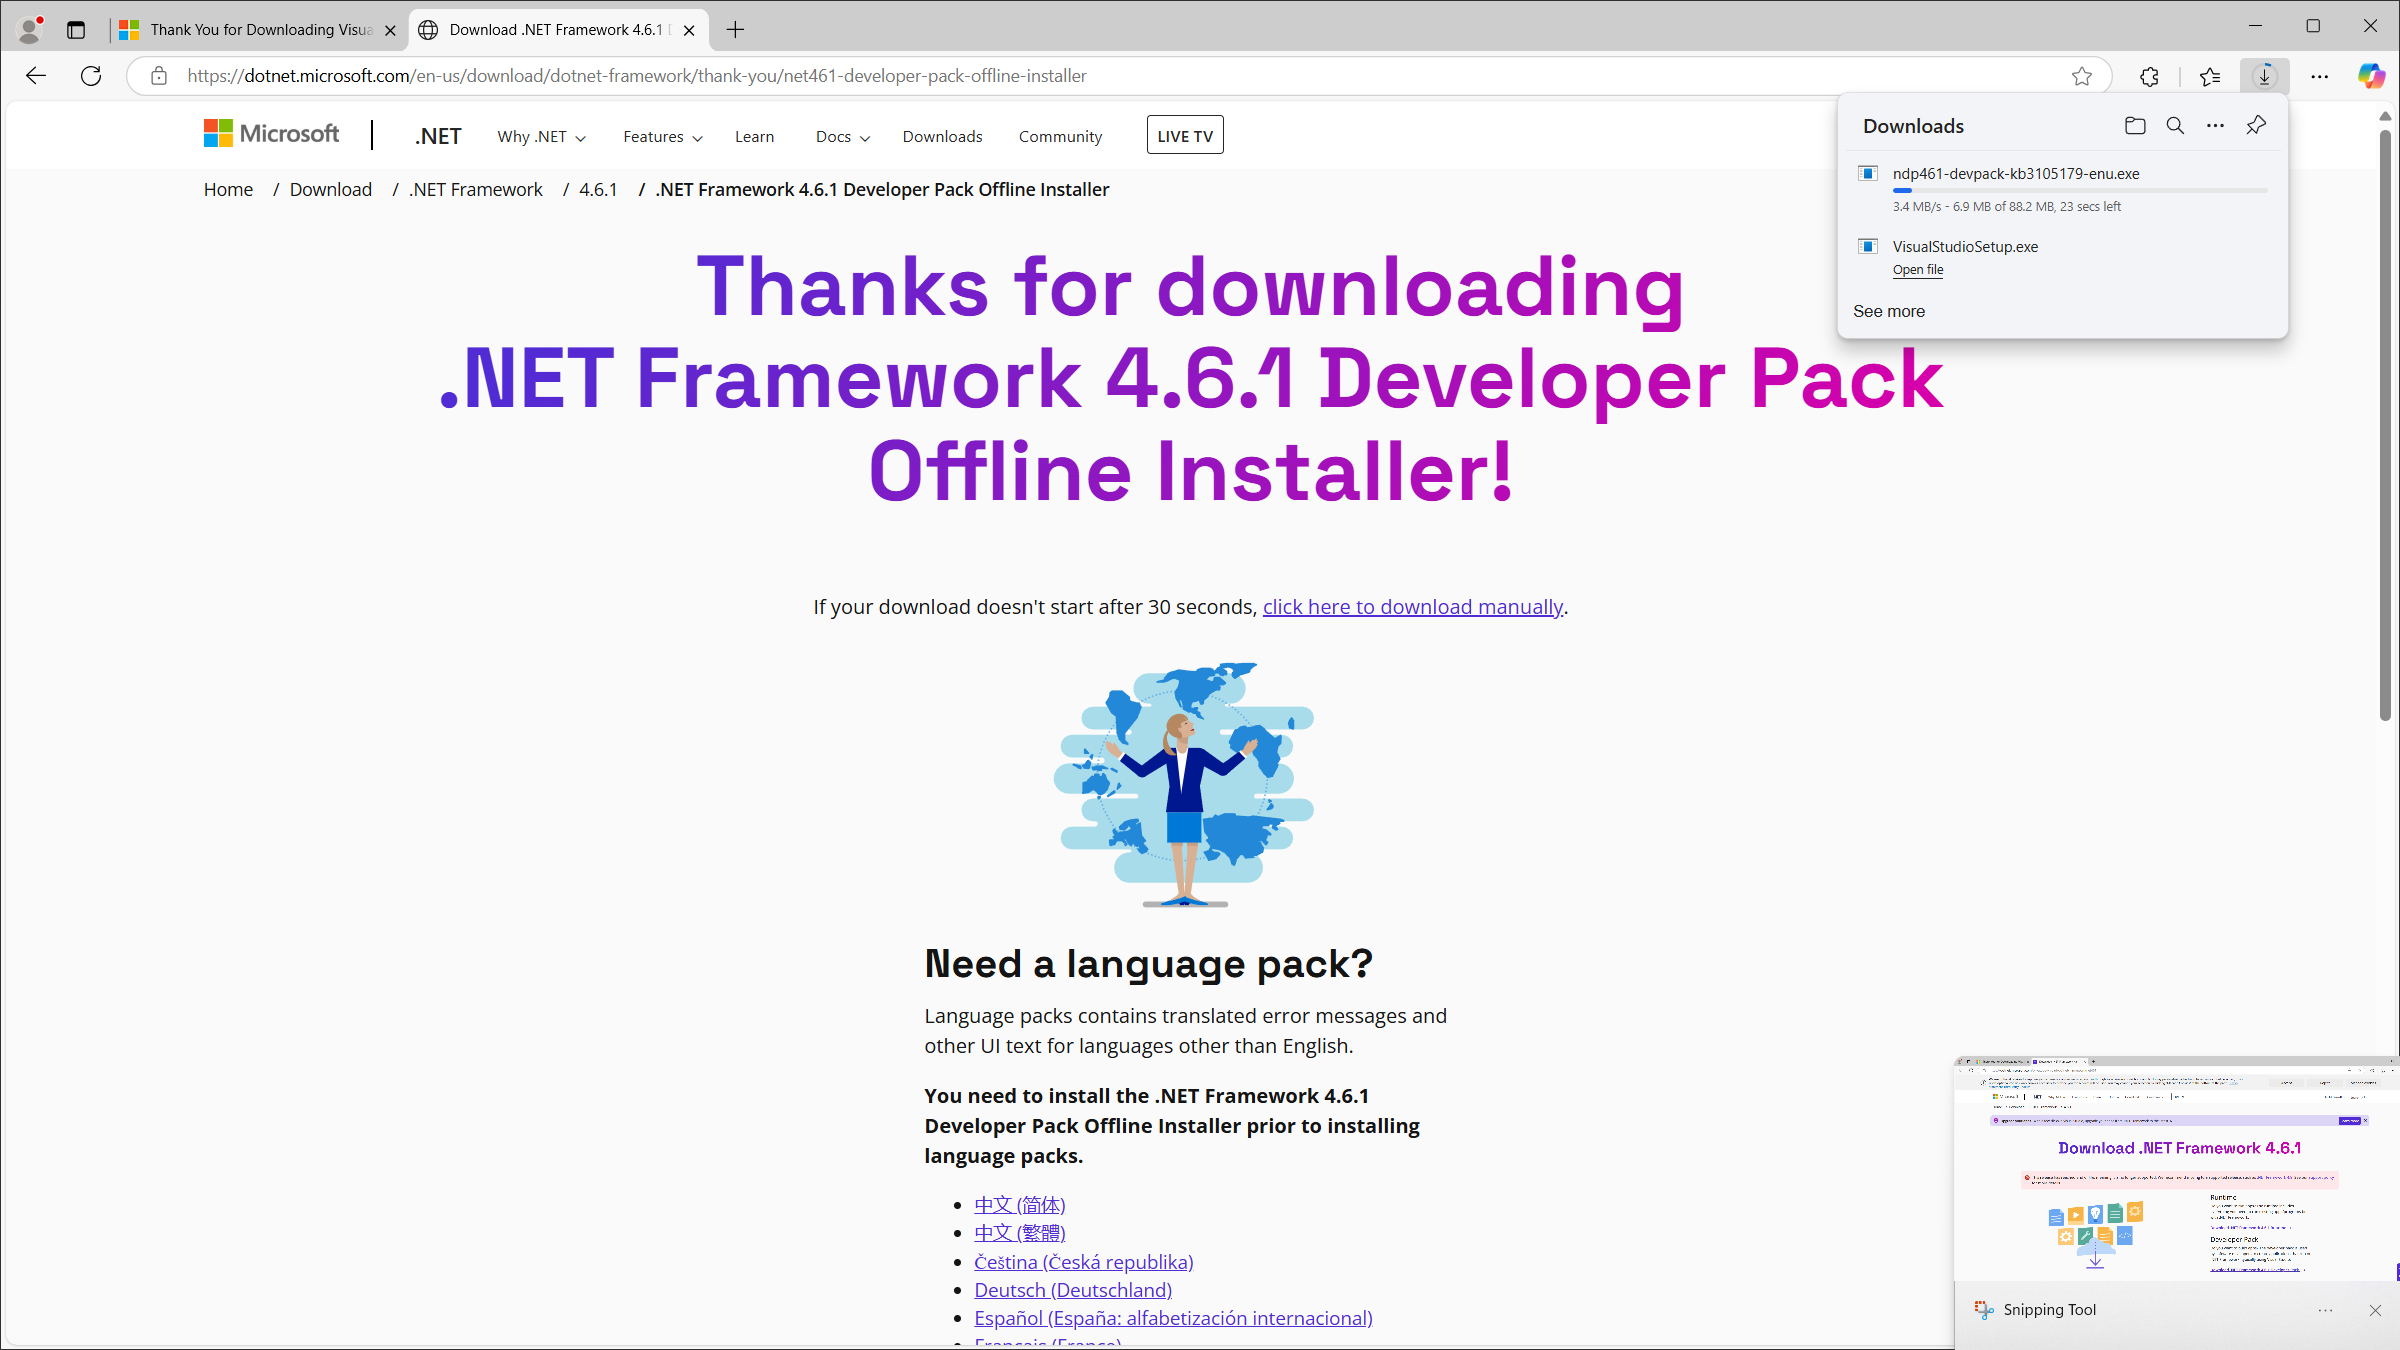 Thank You for Downloading Visua
Download .NET Framework 4.6.1 D
https://dotnet.microsoft.com/en-us/download/dotnet-framework/thank-you/net461-developer-pack-offline-installer
Microsoft
.NET
Why .NET
Features
Learn
Docs
Downloads
Community
LIVE TV
Home / Download / .NET Framework / 4.6.1 / .NET Framework 4.6.1 Developer Pack Offline Installer
Downloads
ndp461-devpack-kb3105179-enu.exe
3.4 MB/s - 6.9 MB of 88.2 MB, 23 secs left
VisualStudioSetup.exe
Open file
See more
Thanks for downloading
.NET Framework 4.6.1 Developer Pack
Offline Installer!
If your download doesn't start after 30 seconds, click here to download manually.
Need a language pack?
Language packs contains translated error messages and
other UI text for languages other than English.
You need to install the .NET Framework 4.6.1
Developer Pack Offline Installer prior to installing
language packs.
中文 (简体)
中文 (繁體)
Čeština (Česká republika)
Deutsch (Deutschland)
Español (España: alfabetización internacional)
Français (France)
Download .NET Framework 4.6.1
Runtime
Developer Pack
Snipping Tool